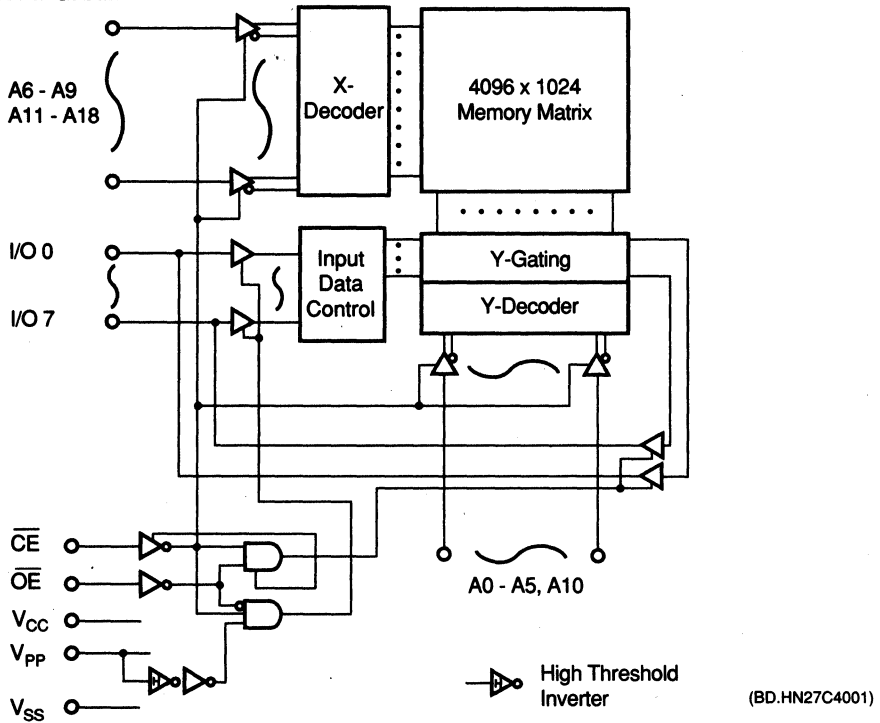 A6 - A9
A11 - A18
X-
Decoder
4096 x 1024
Memory Matrix
I/O 0
I/O 7
Input
Data
Control
Y-Gating
Y-Decoder
CE
OE
VCC
VPP
VSS
A0 - A5, A10
H
High Threshold
Inverter
H
(BD.HN27C4001)